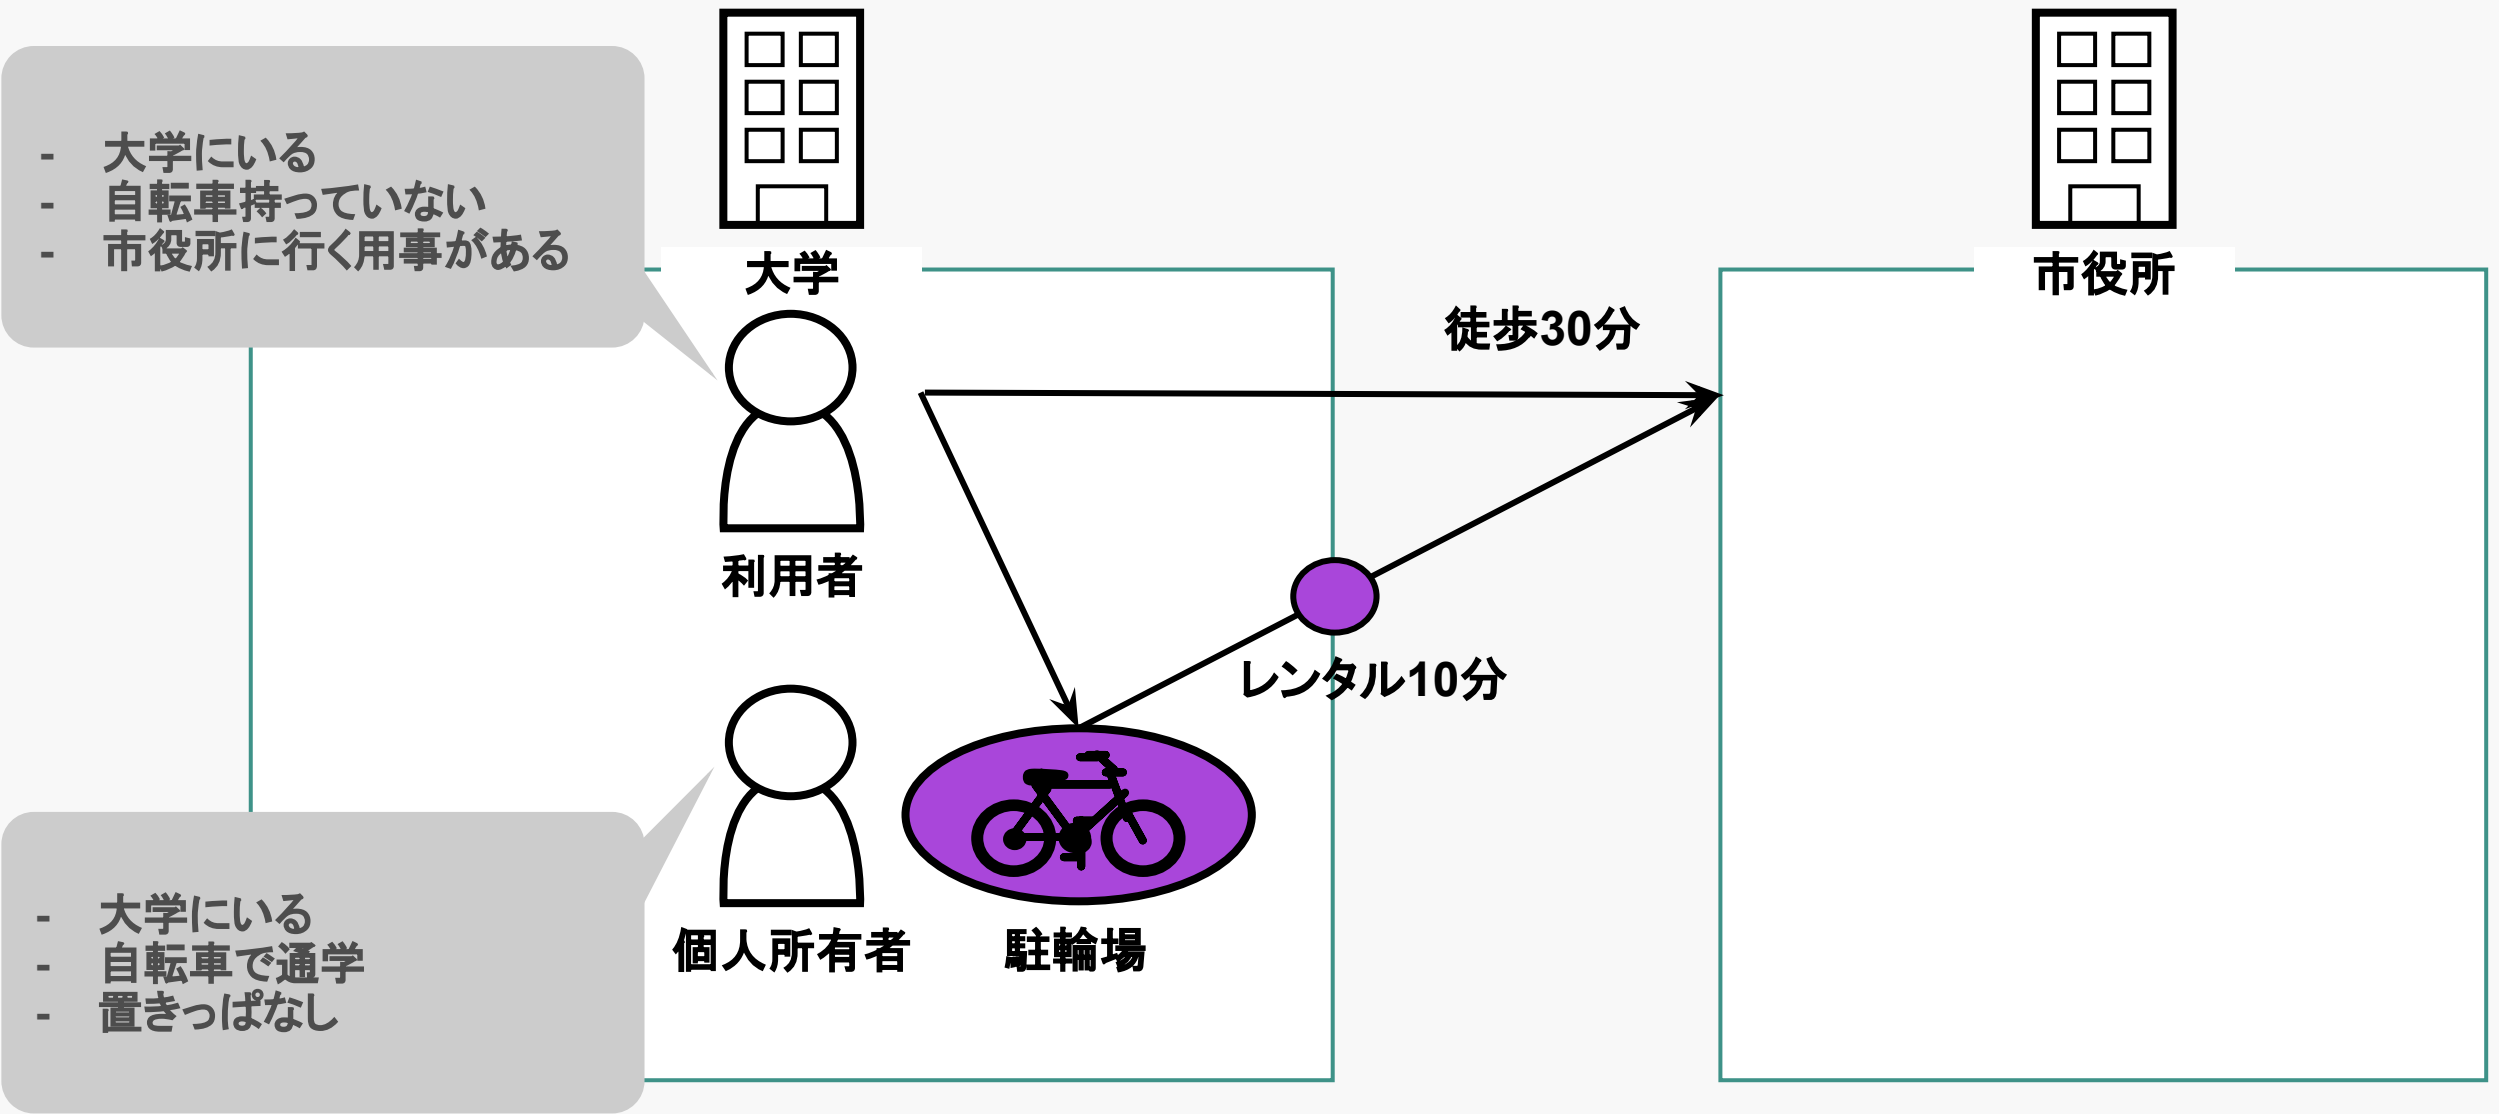 - 大学にいる
- 自転車持ってきてない
- 市役所に行く用事がある
大学
市役所
徒歩30分
利用者
レンタル10分
- 大学にいる
- 自転車で通学
- 置きっぱなし
個人所有者
駐輪場